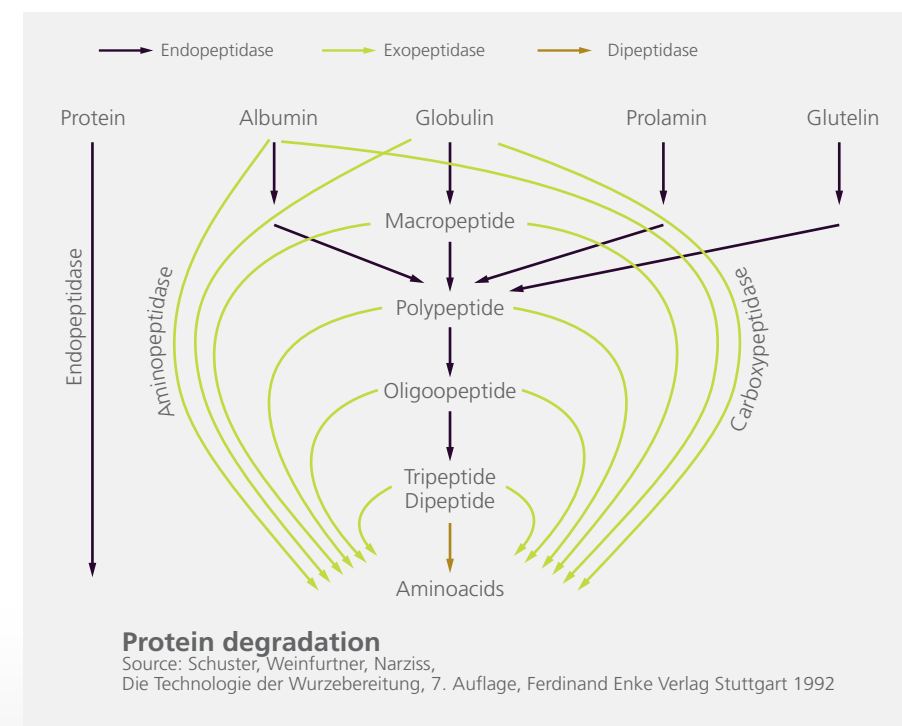 Endopeptidase Exopeptidase Dipeptidase
Protein Albumin Globulin Prolamin Glutelin
Macropeptide
Endopeptidase
Aminopeptidase
Carboxypeptidase
Polypeptide
Oligoopeptide
Tripeptide
Dipeptide
Aminoacids
Protein degradation
Source: Schuster, Weinfurtner, Narziss,
Die Technologie der Wurzebereitung, 7. Auflage, Ferdinand Enke Verlag Stuttgart 1992